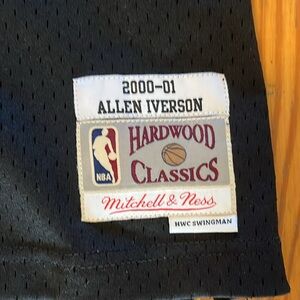 2000-01
ALLEN IVERSON
HARDWOOD
CLASSICS
NBA
Mitchell & Ness
HWC SWINGMAN